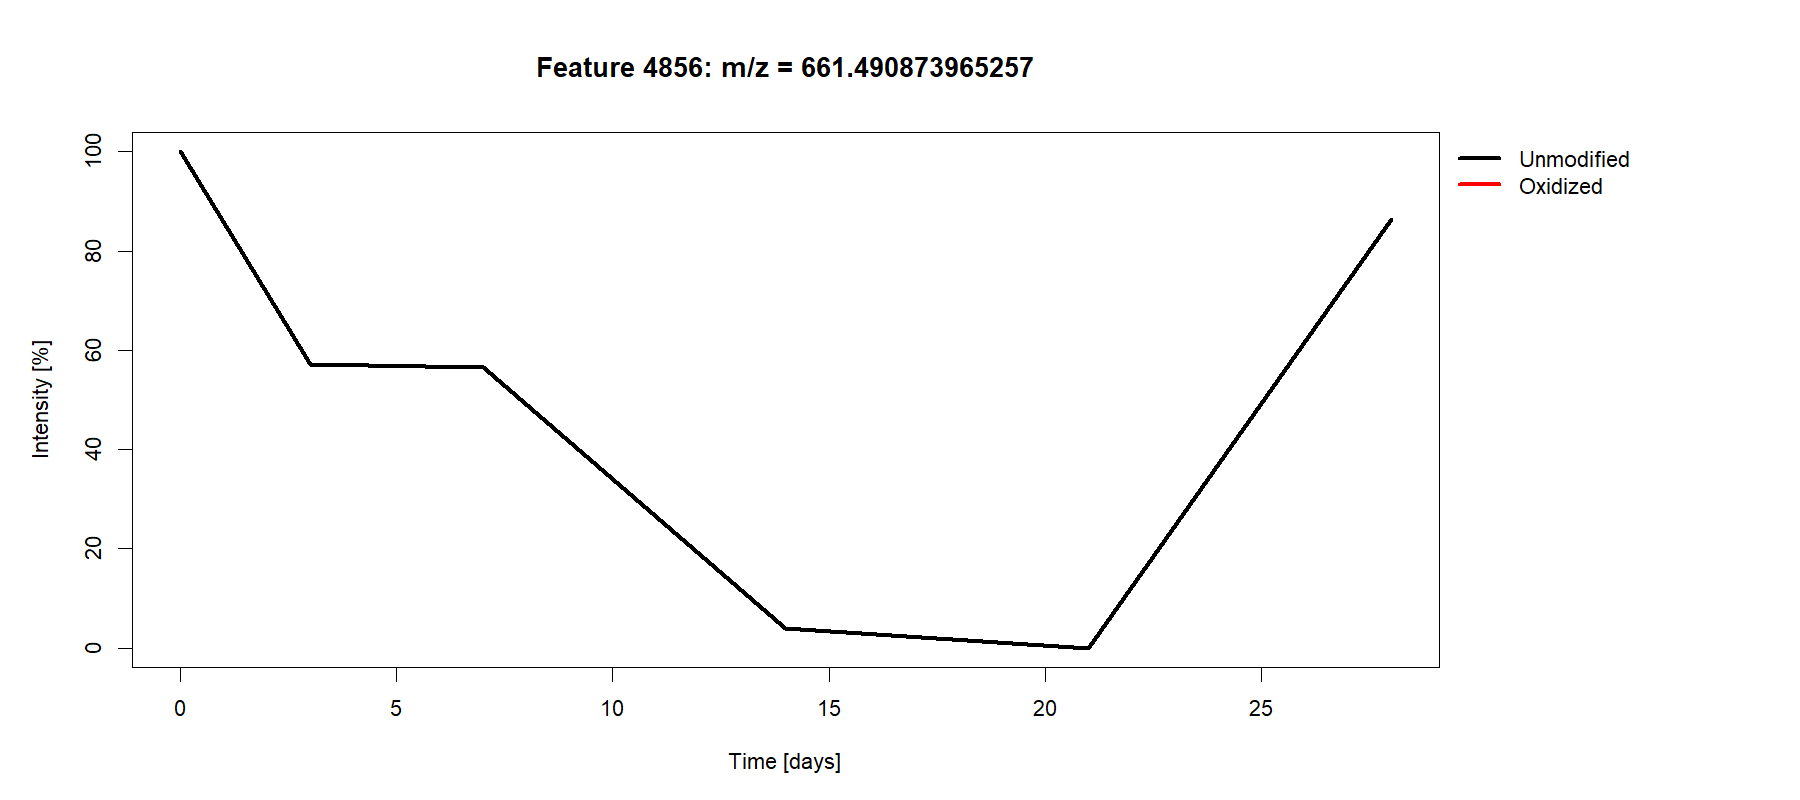 Feature 4856: m/z = 661.490873965257
Unmodified
Oxidized
100
80
60
40
20
0
Intensity [%]
0 5 10 15 20 25
Time [days]